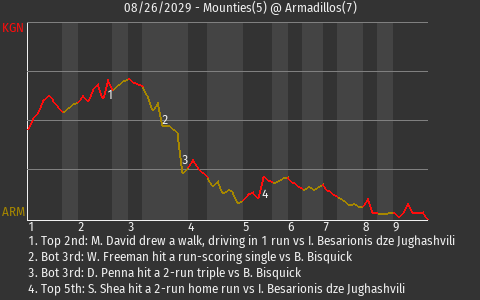 08/26/2029 - Mounties(5) @ Armadillos(7)
KGN
ARM
1
2
3
4
1 2 3 4 5 6 7 8 9
1. Top 2nd: M. David drew a walk, driving in 1 run vs I. Besarionis dze Jughashvili
2. Bot 3rd: W. Freeman hit a run-scoring single vs B. Bisquick
3. Bot 3rd: D. Penna hit a 2-run triple vs B. Bisquick
4. Top 5th: S. Shea hit a 2-run home run vs I. Besarionis dze Jughashvili